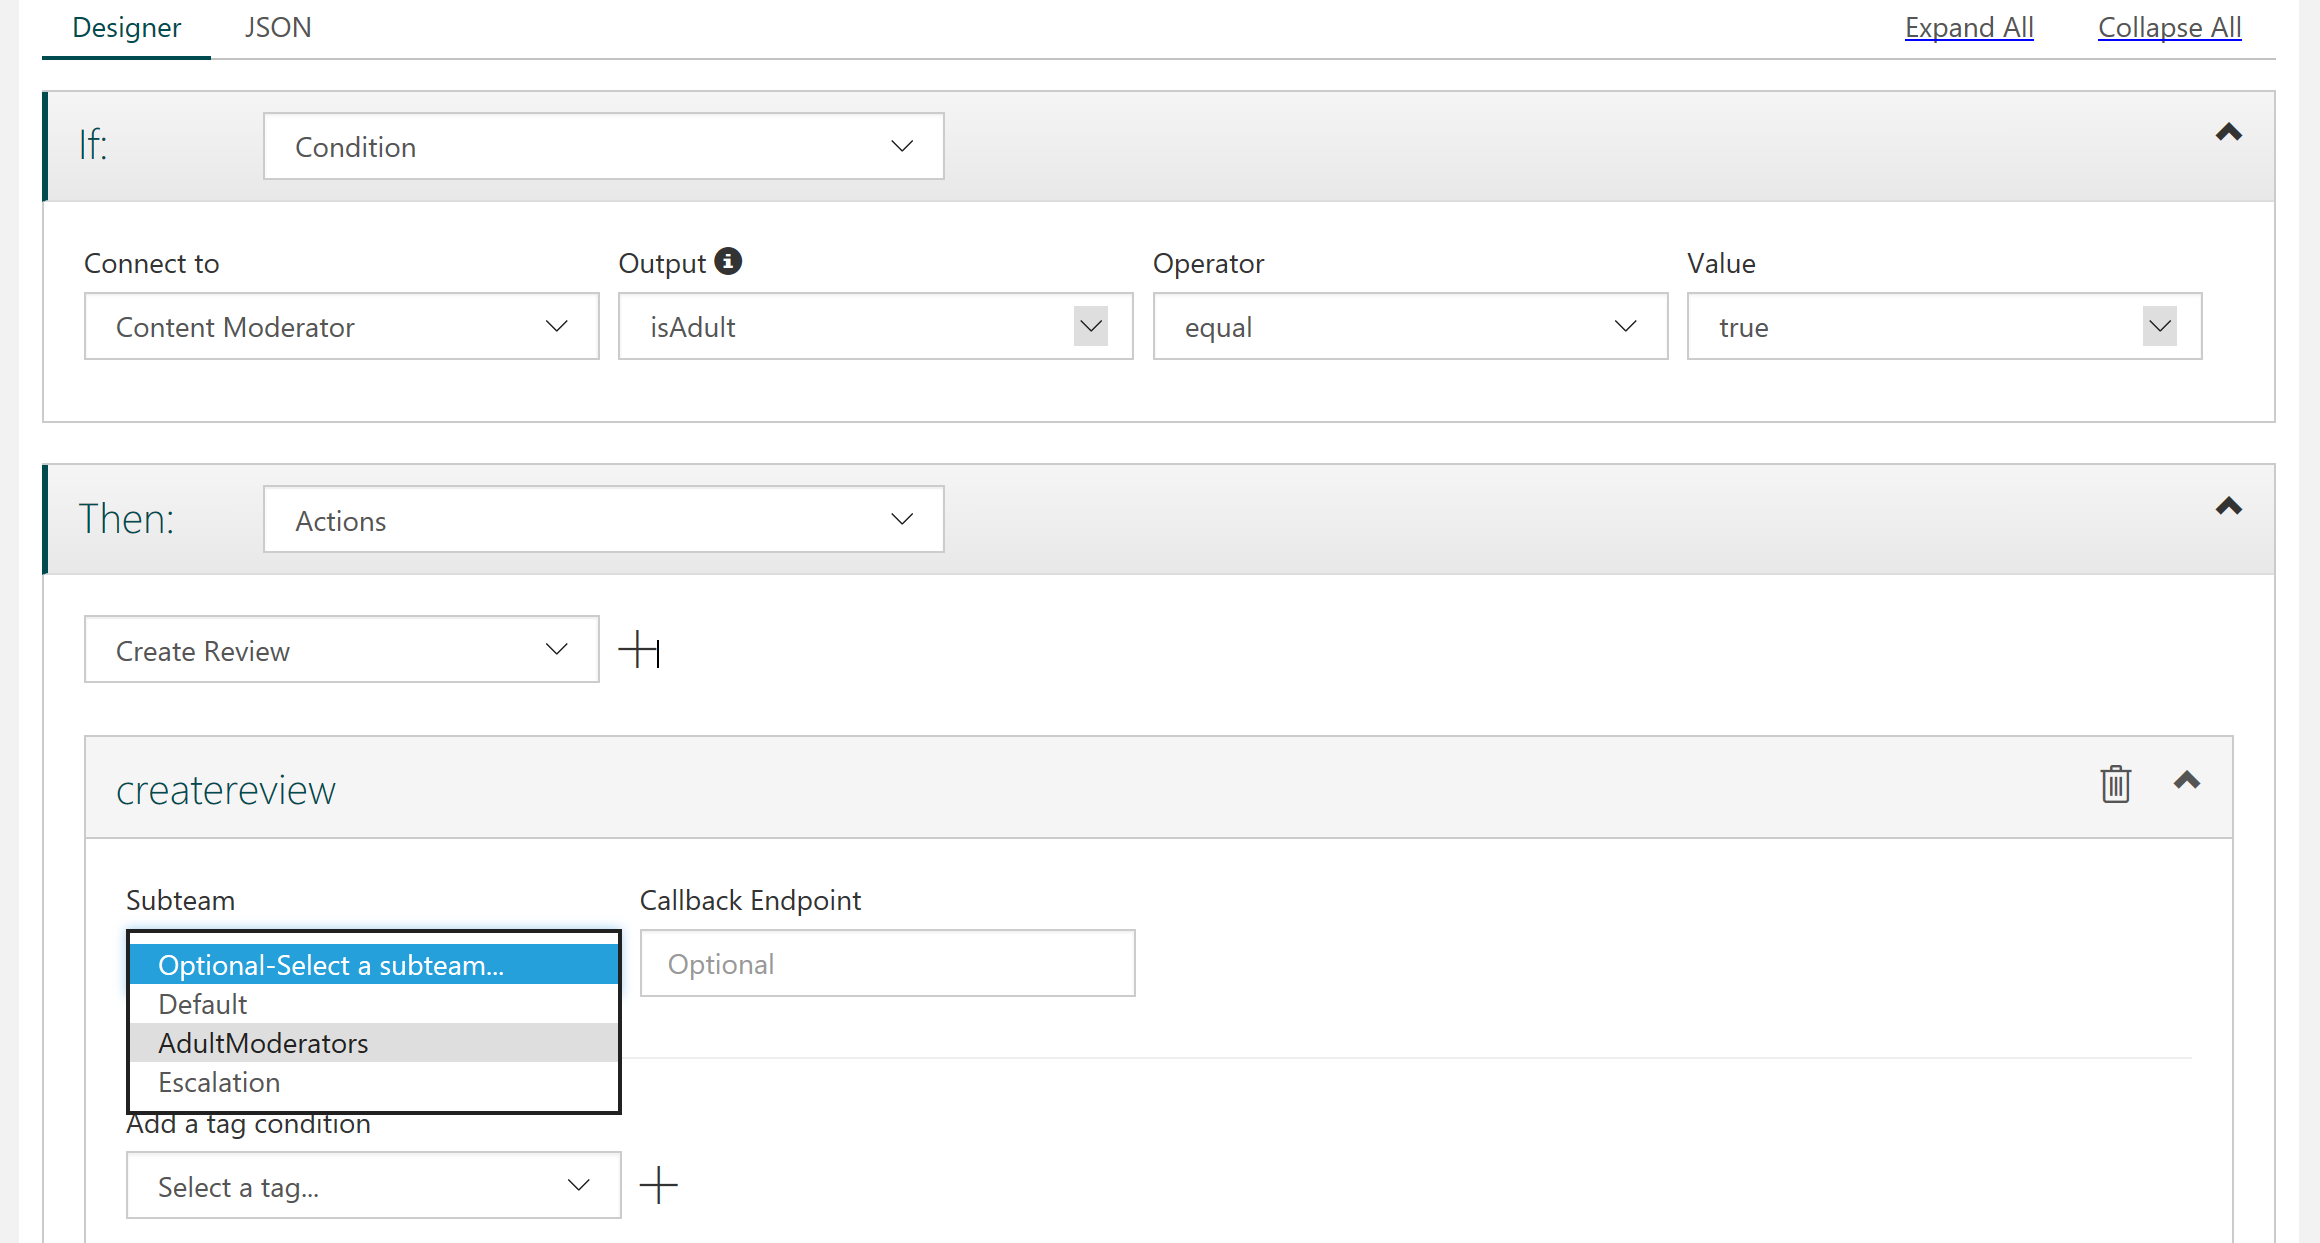 Designer JSON Expand All Collapse All
If: Condition
Connect to Output Operator Value
Content Moderator isAdult equal true
Then: Actions
Create Review
createreview
Subteam Callback Endpoint
Optional-Select a subteam... Optional
Default
AdultModerators
Escalation
Add a tag condition
Select a tag...